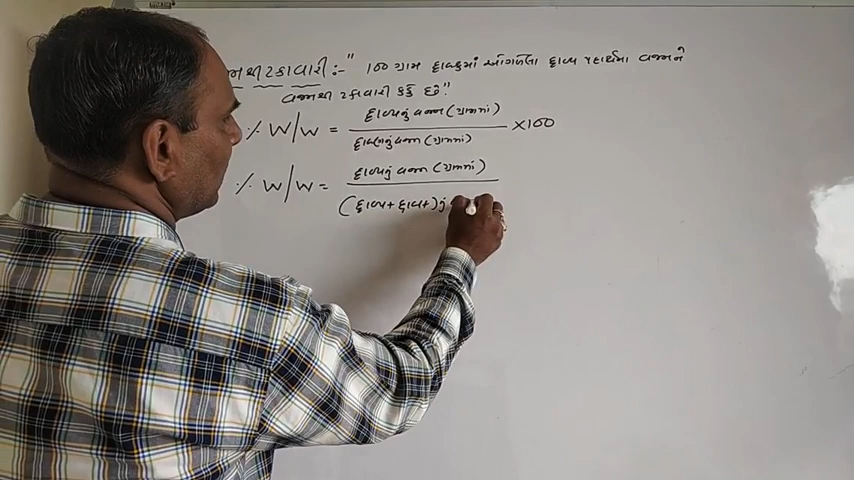 થી ટકાવારી :- " 100 ગ્રામ દ્રાવણમાં ઓગળેલા દ્રાવ્ય પદાર્થના વજનને
વજનથી ટકાવારી કહે છે."
% W/W = દ્રાવ્યનું વજન (ગ્રામમાં) / દ્રાવણનું વજન (ગ્રામમાં) ×100
% W/W = દ્રાવ્યનું વજન (ગ્રામમાં) / (દ્રાવ્ય + દ્રાવક)નું